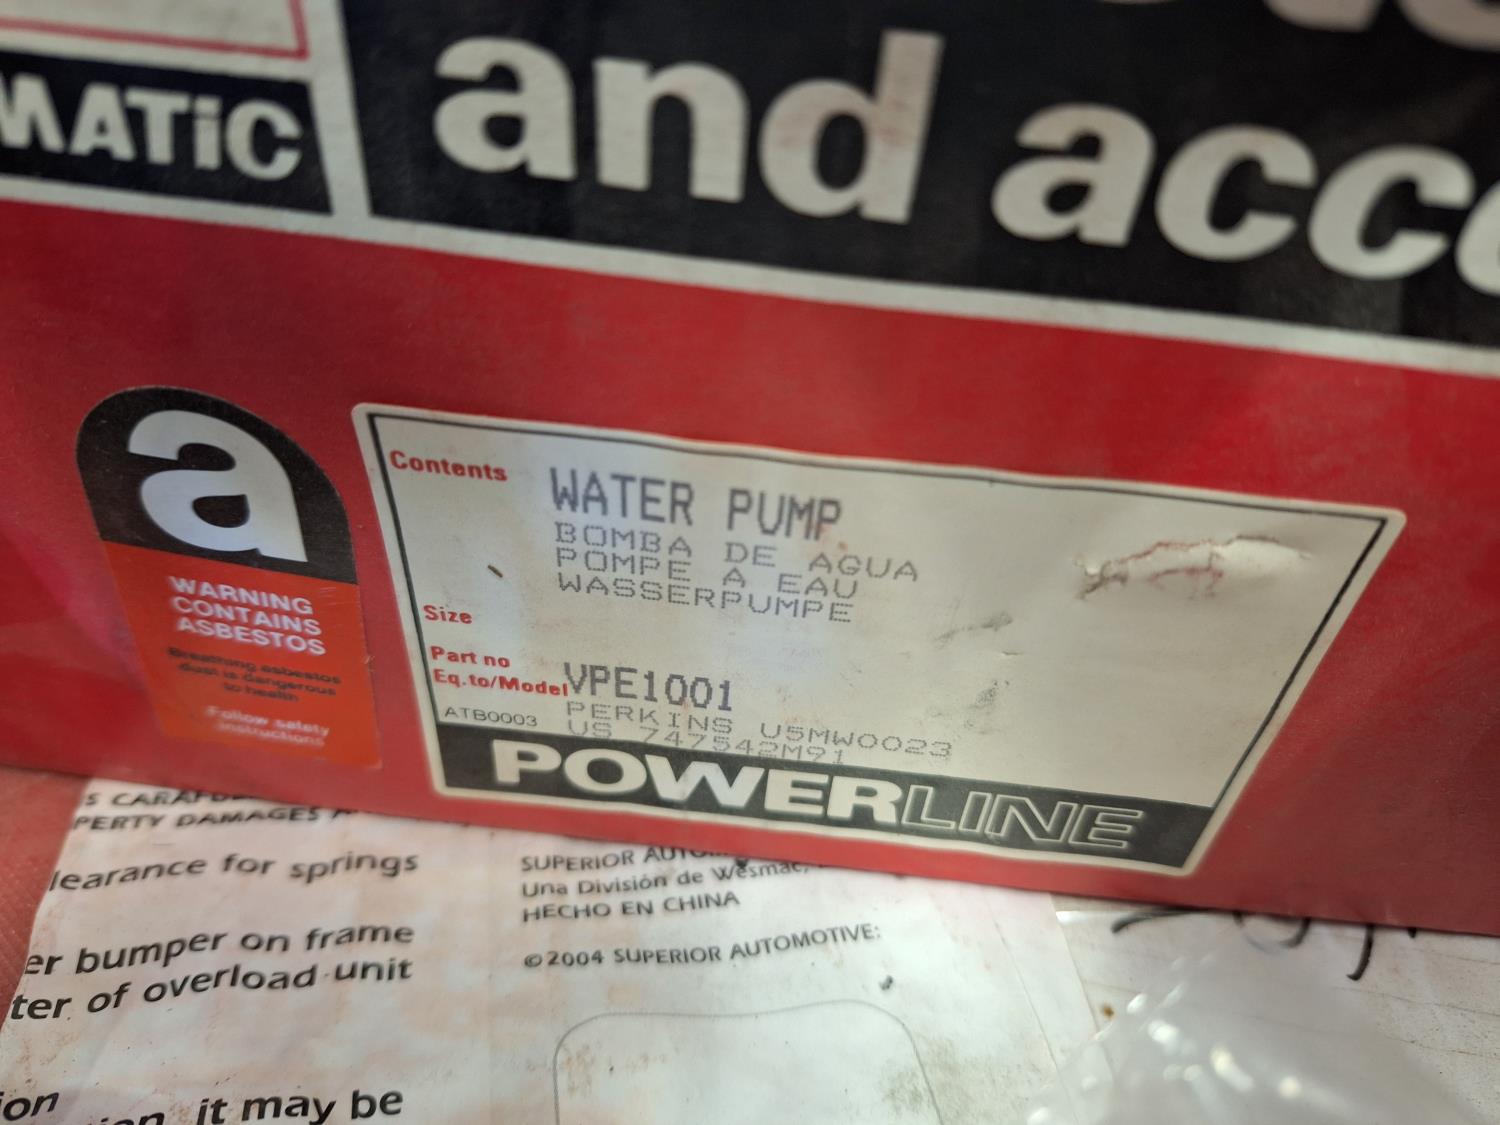 MATiC
and acce
a
WARNING
CONTAINS
ASBESTOS
Breathing asbestos
dust is dangerous
to health
Follow safety
instructions
Contents
WATER PUMP
BOMBA DE AGUA
POMPE A EAU
WASSERPUMPE
Size
Part no
Eq.to/Model
VPE1001
ATB0003
PERKINS U5MW0023
US 747542M91
POWERLINE
PERTY DAMAGES
learance for springs
er bumper on frame
ter of overload unit
ion
it may be
SUPERIOR
Una División de Wesmac,
HECHO EN CHINA
©2004 SUPERIOR AUTOMOTIVE: